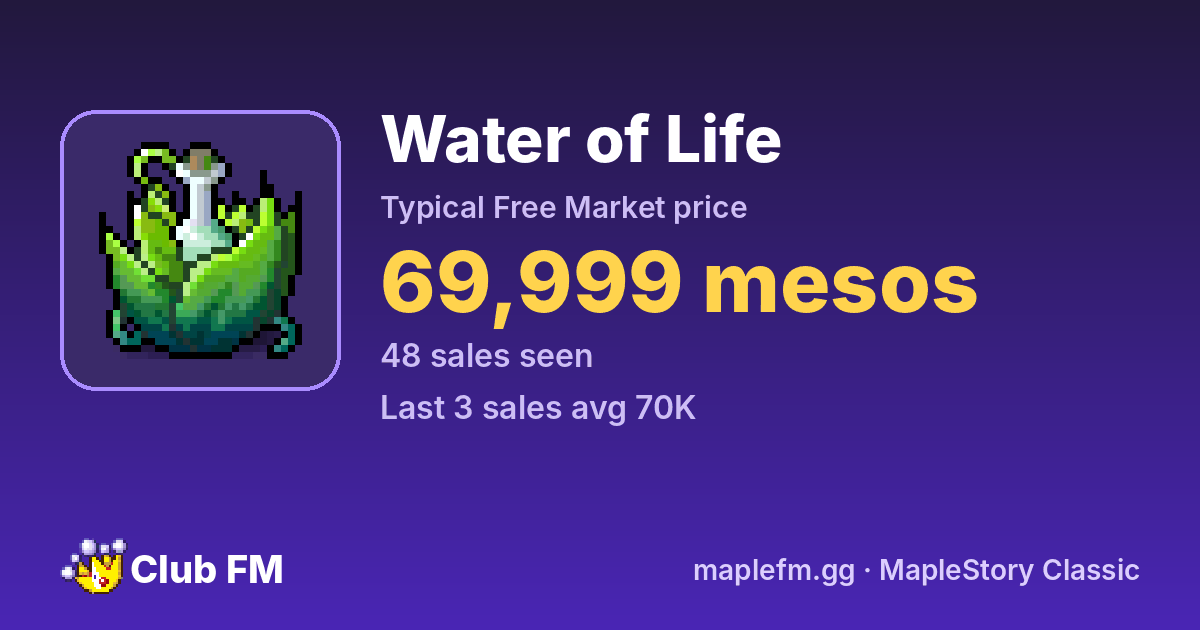 Water of Life
Typical Free Market price
69,999 mesos
48 sales seen
Last 3 sales avg 70K
Club FM
maplefm.gg · MapleStory Classic